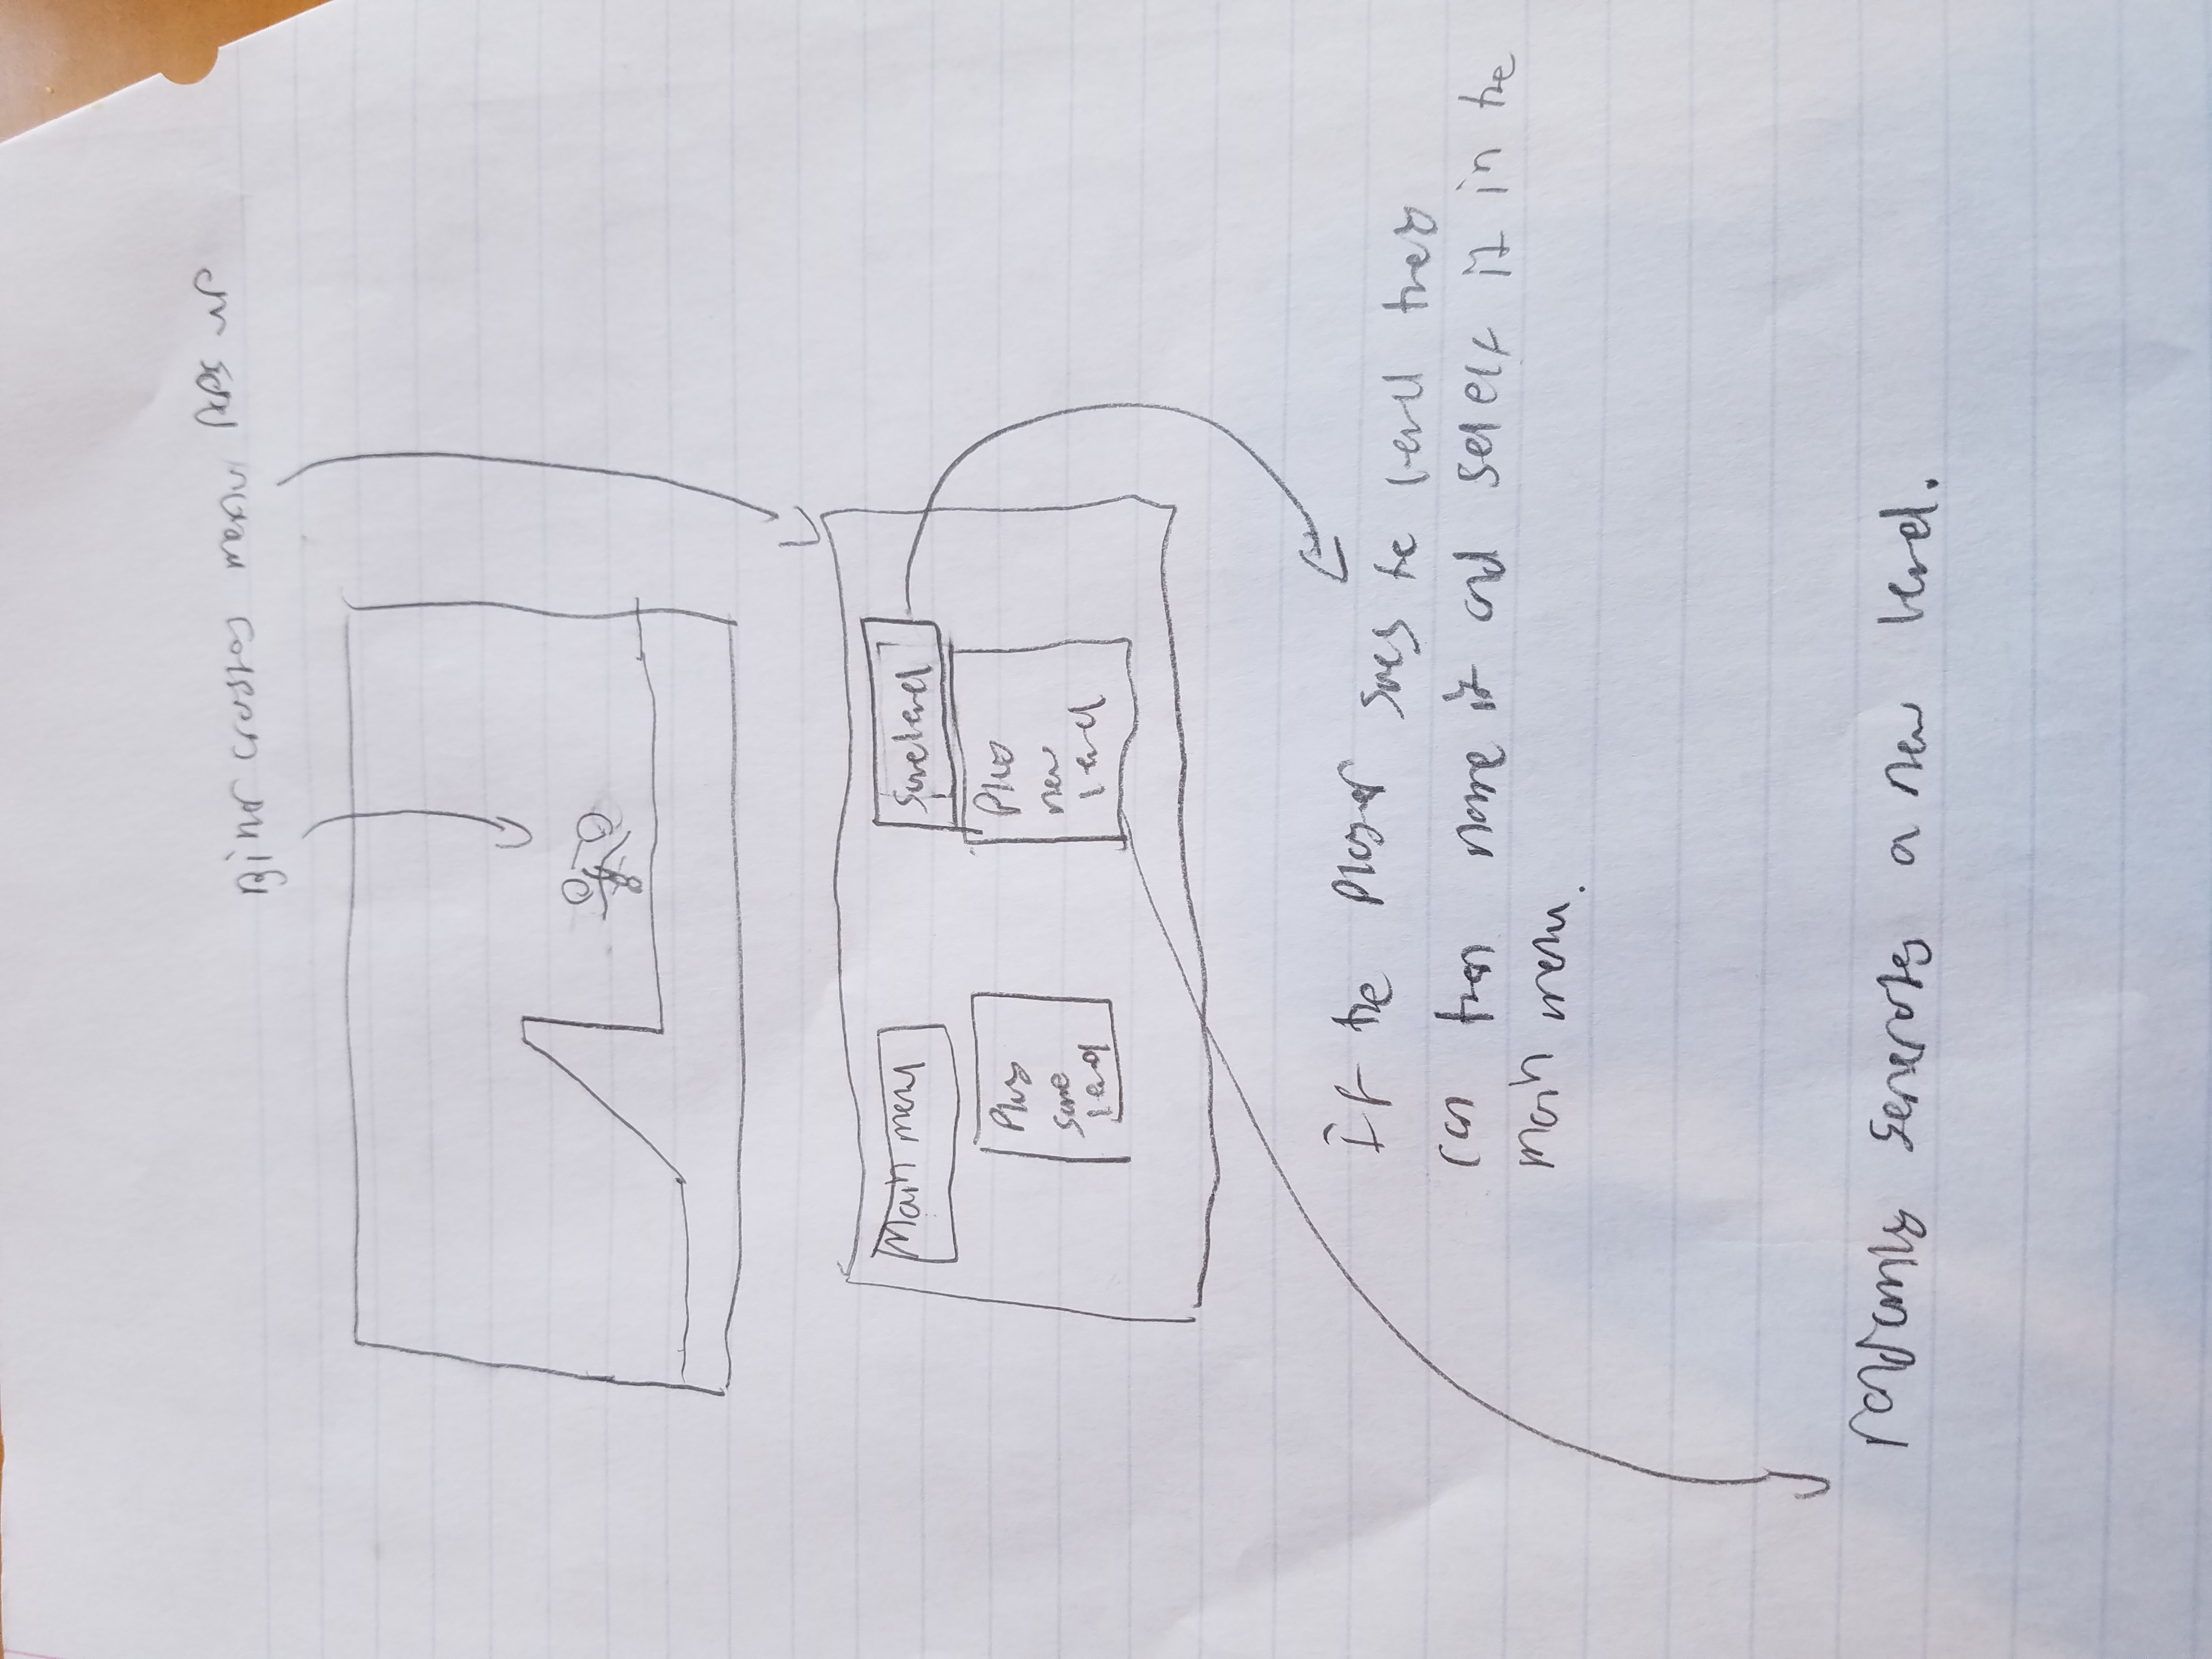 Biker crashes menu pops up
Main menu
Save level
Play
same
level
Play
new
level
If the player saves the level they
can then name it and select it in the
main menu.
randomly generates a new level.